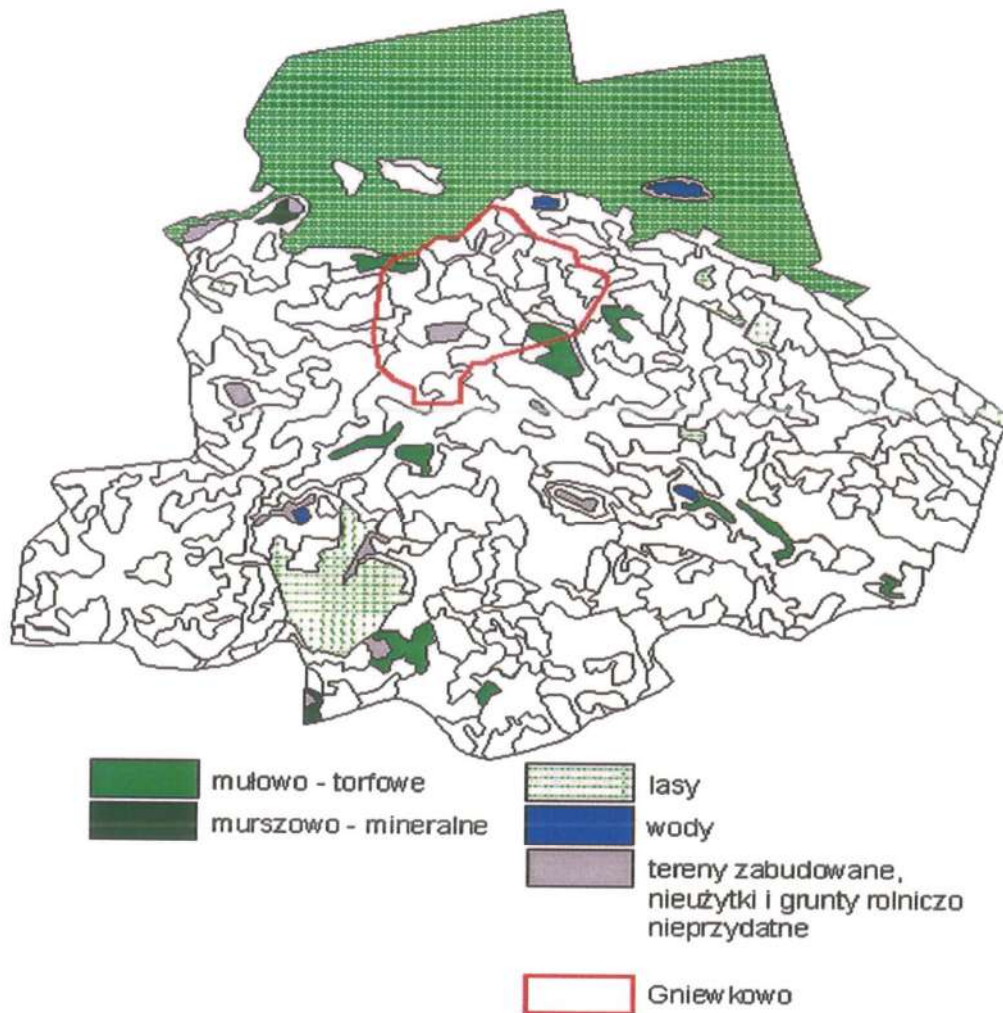 mułowo - torfowe
murszowo - mineralne
lasy
wody
tereny zabudowane,
nieużytki i grunty rolniczo
nieprzydatne
Gniewkowo